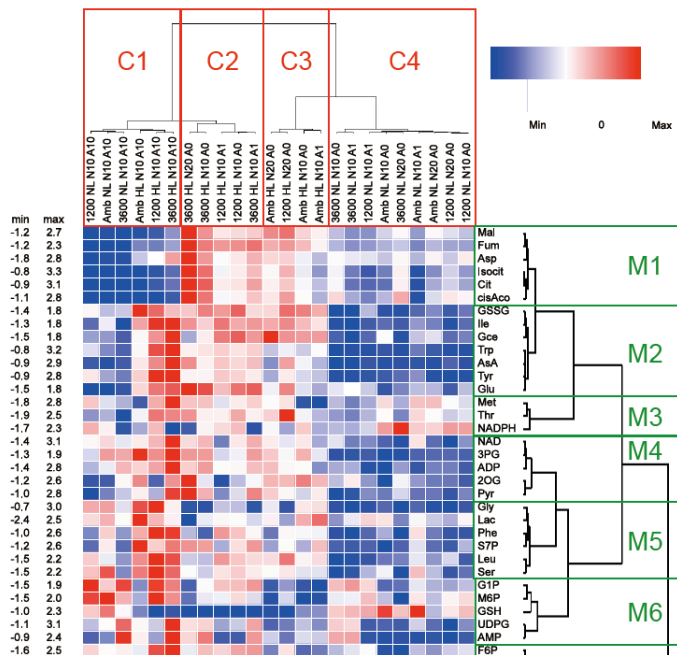 C1 C2 C3 C4
Min 0 Max
1200 NL N10 A10
Amb NL N10 A10
3600 NL N10 A10
Amb HL N10 A10
1200 HL N10 A10
3600 HL N10 A10
3600 HL N20 A0
3600 HL N10 A0
1200 HL N10 A1
1200 HL N10 A0
3600 HL N10 A1
Amb HL N20 A0
1200 HL N20 A0
Amb HL N10 A0
Amb HL N10 A1
3600 NL N10 A0
3600 NL N10 A1
1200 NL N10 A1
Amb NL N10 A0
3600 NL N20 A0
Amb NL N10 A1
Amb NL N20 A0
1200 NL N20 A0
1200 NL N10 A0
min max
-1.2 2.7 Mal
-1.2 2.3 Fum
-1.8 2.8 Asp
-0.8 3.3 Isocit
-0.9 3.1 Cit
-1.1 2.8 cisAco
M1
-1.4 1.8 GSSG
-1.3 1.8 Ile
-1.5 1.8 Gce
-0.8 3.2 Trp
-0.9 2.9 AsA
-0.9 2.8 Tyr
-1.5 1.8 Glu
M2
-1.8 2.8 Met
-1.9 2.5 Thr
-1.7 2.3 NADPH
M3
-1.4 3.1 NAD
-1.3 1.9 3PG
-1.4 2.8 ADP
-1.2 2.6 2OG
-1.0 2.8 Pyr
M4
-0.7 3.0 Gly
-2.4 2.5 Lac
-1.0 2.6 Phe
-1.2 2.6 S7P
-1.5 2.2 Leu
-1.5 2.2 Ser
M5
-1.5 1.9 G1P
-1.5 2.0 M6P
-1.0 2.3 GSH
-1.1 3.1 UDPG
-0.9 2.4 AMP
M6
-1.6 2.5 F6P